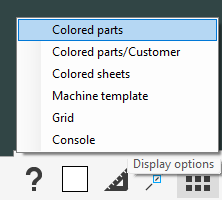 Colored parts
Colored parts/Customer
Colored sheets
Machine template
Grid
Console
Display options
?